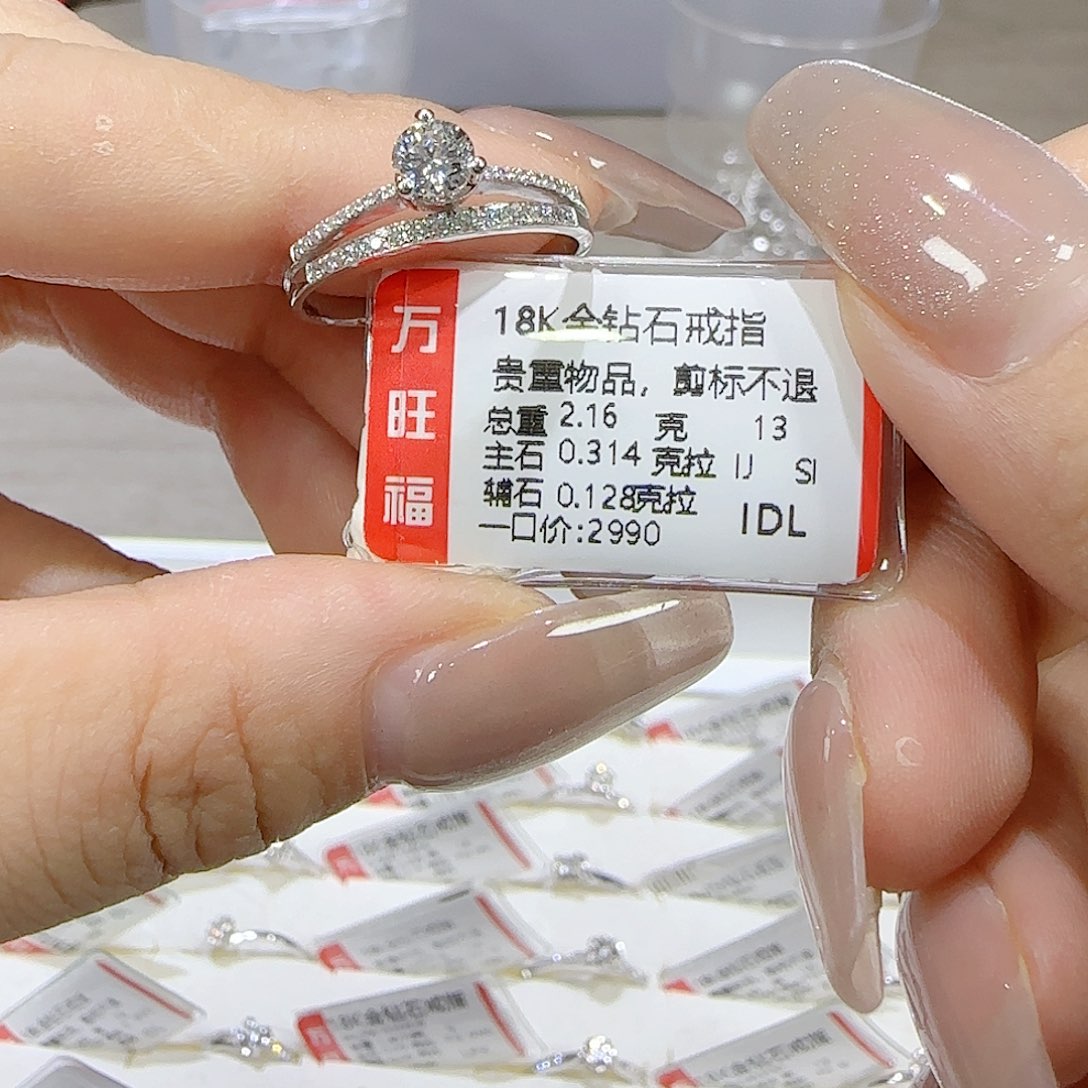 万旺福
18K金钻石戒指
贵重物品，剪标不退
总重 2.16 克 13
主石 0.314 克拉 IJ SI
辅石 0.128克拉
一口价:2990 IDL